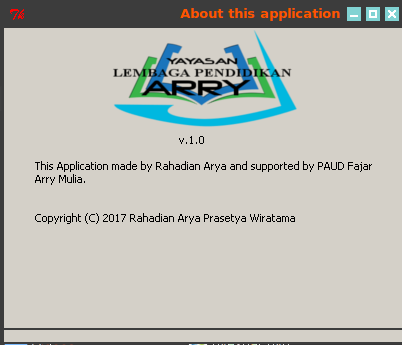 About this application
YAYASAN
LEMBAGA PENDIDIKAN
ARRY
v.1.0
This Application made by Rahadian Arya and supported by PAUD Fajar
Arry Mulia.
Copyright (C) 2017 Rahadian Arya Prasetya Wiratama